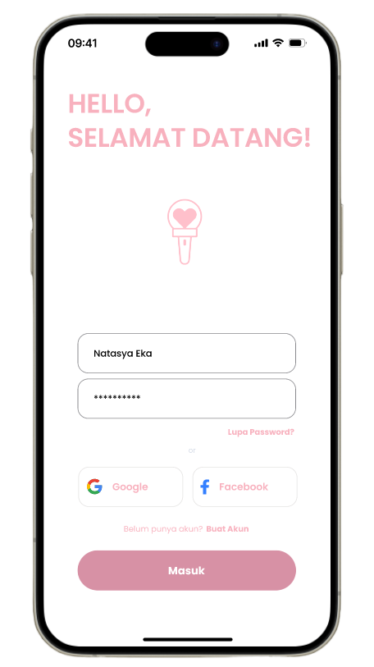 09:41
HELLO,
SELAMAT DATANG!
Natasya Eka
**********
Lupa Password?
or
Google
Facebook
Belum punya akun? Buat Akun
Masuk